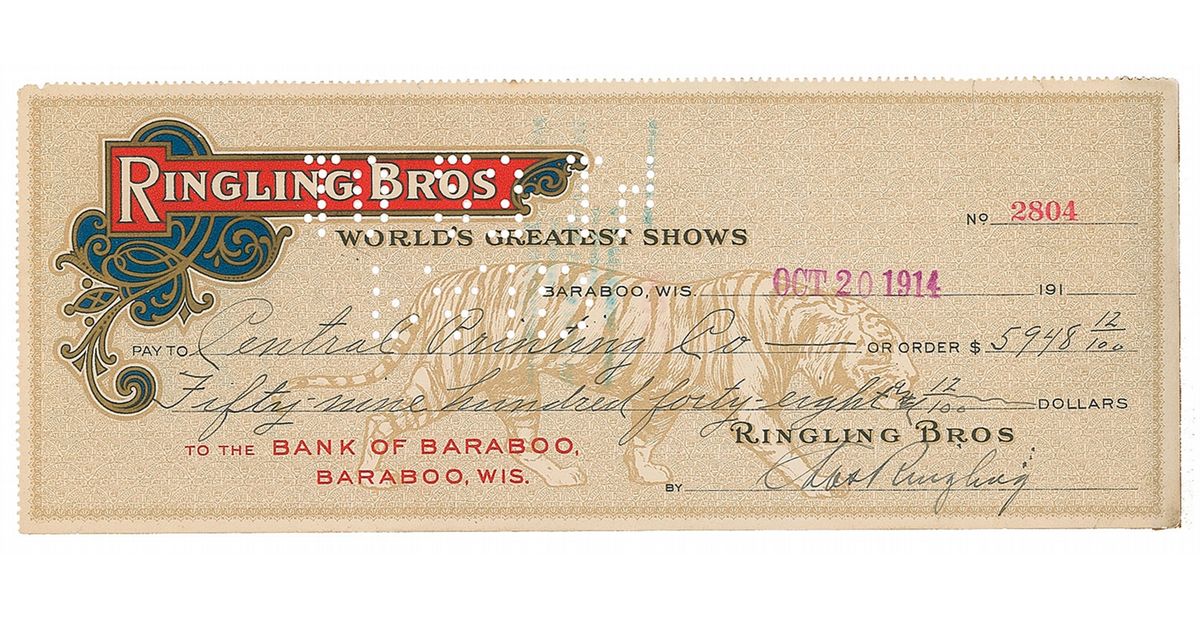 RINGLING BROS
WORLD'S GREATEST SHOWS
No 2804
BARABOO, WIS. OCT 20 1914 191
PAY TO Central Printing Co — OR ORDER $ 5948 12/100
Fifty-nine hundred forty-eight & 12/100 DOLLARS
TO THE BANK OF BARABOO,
BARABOO, WIS.
RINGLING BROS
BY Chas Ringling